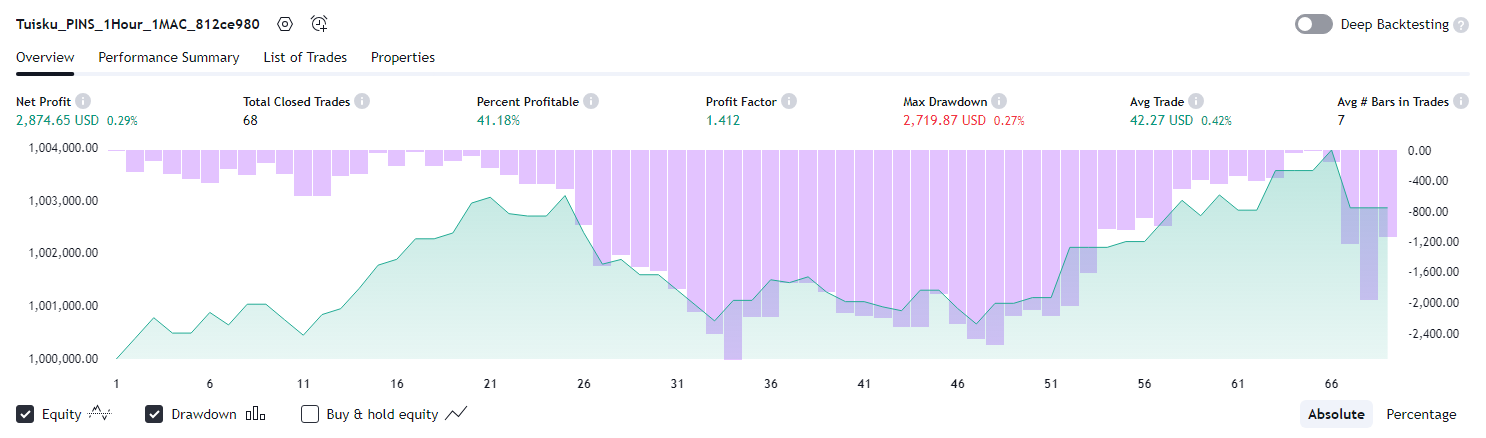 Tuisku_PINS_1Hour_1MAC_812ce980
Deep Backtesting
Overview Performance Summary List of Trades Properties
Net Profit Total Closed Trades Percent Profitable Profit Factor Max Drawdown Avg Trade Avg # Bars in Trades
2,874.65 USD 0.29% 68 41.18% 1.412 2,719.87 USD 0.27% 42.27 USD 0.42% 7
1,004,000.00 0.00
-400.00
1,003,000.00
-800.00
1,002,000.00 -1,200.00
-1,600.00
1,001,000.00 -2,000.00
-2,400.00
1,000,000.00
1 6 11 16 21 26 31 36 41 46 51 56 61 66
Equity Drawdown Buy & hold equity Absolute Percentage